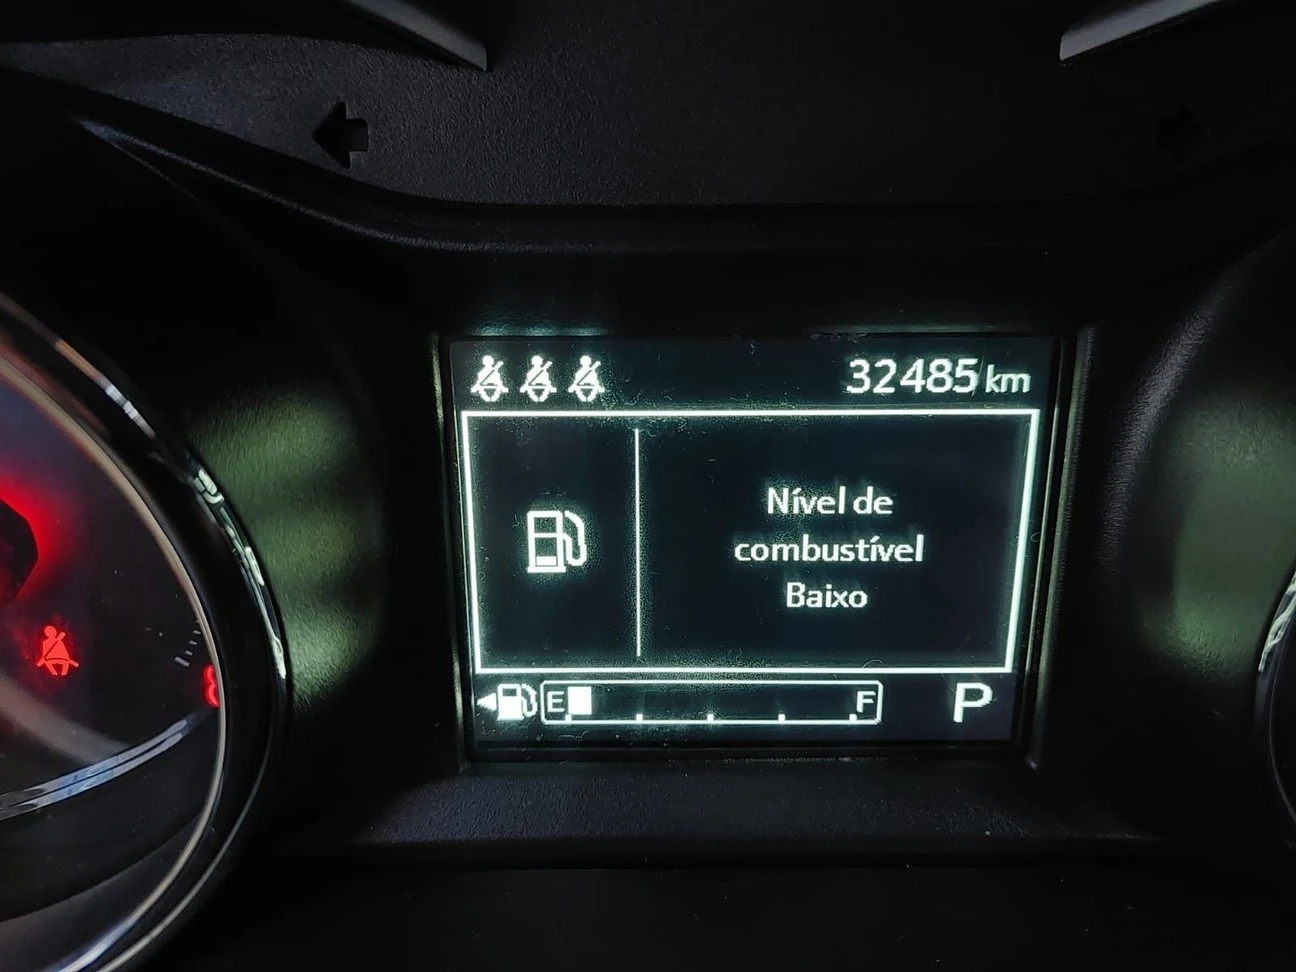 32485 km
Nível de
combustível
Baixo
E F P